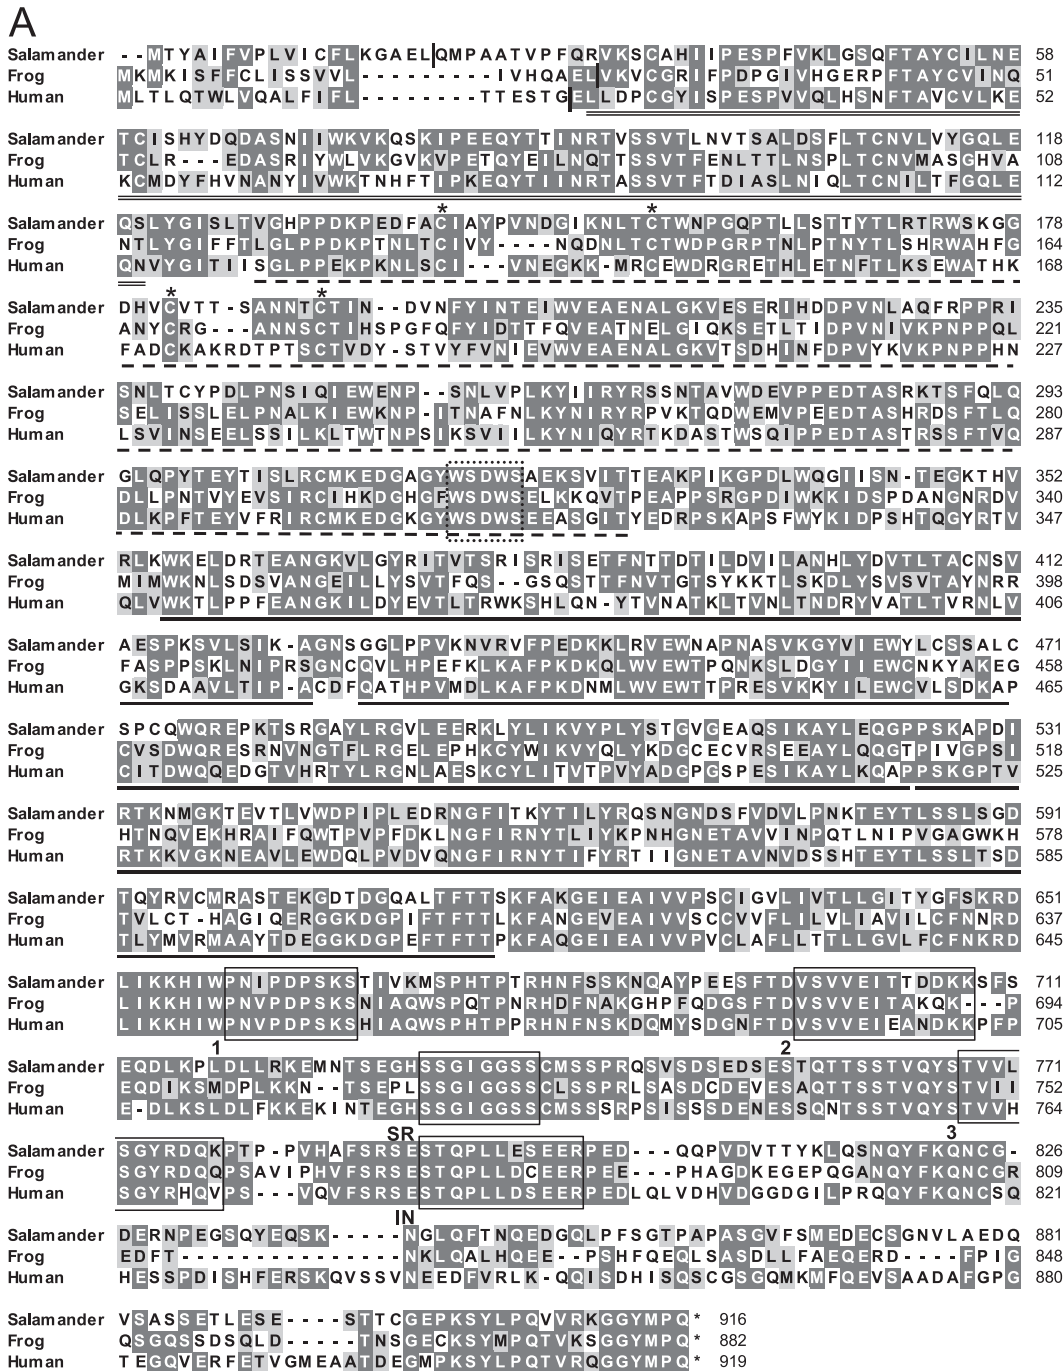 A
Salamander --MTYAIFVPLVICFLKGAELQMPAATVPFQRVKSCAHIIPESPFVKLGSQFTAYCILNE 58
Frog MKMKISFFCLISSVVL---------IVHQAELVKVCGRIFPDPGIVHGERPFTAYCVINQ 51
Human MLTLQTWLVQALFIFL--------TTESTGELLDPCGYISPESPVVQLHSNFTAVCVLKE 52
Salamander TCISHYDQDASNIIWKVKQSKIPEEQYTTINRTVSSVTLNVTSALDSFLTCNVLVYGQLE 118
Frog TCLR---EDASRIYWLVKGVKVPETQYEILNQTTSSVTFENLTTLNSPLTCNVMASGHVA 108
Human KCMDYFHVNANYIVWKTNHFTIPKEQYTIINRTASSVTFTDIASLNIQLTCNILTFGQLE 112
* *
Salamander QSLYGISLTVGHPPDKPEDFACIAYPVNDGIKNLTCTWNPGQPTLLSTTYTLRTRWSKGG 178
Frog NTLYGIFFTLGLPPDKPTNLTCIVY----NQDNLTCTWDPGRPTNLPTNYTLSHRWAHFG 164
Human QNVYGITIISGLPPEKPKNLSCI---VNEGKK-MRCEWDRGRETHLETNFTLKSEWATHK 168
* *
Salamander DHVCVTT-SANNTCTIN--DVNFYINTEIWVEAENALGKVESERIHDDPVNLAQFRPPRI 235
Frog ANYCRG---ANNSCTIHSPGFQFYIDTTFQVEATNELGIQKSETLTIDPVNIVKPNPPQL 221
Human FADCKAKRDTPTSCTVDY-STVYFVNIEVWVEAENALGKVTSDHINFDPVYKVKPNPPHN 227
Salamander SNLTCYPDLPNSIQIEWENP--SNLVPLKYIIRYRSSNTAVWDEVPPEDTASRKTSFQLQ 293
Frog SELISSLELPNALKIEWKNP-ITNAFNLKYNIRYRPVKTQDWEMVPEEDTASHRDSFTLQ 280
Human LSVINSEELSSILKLTWTNPSIKSVIILKYNIQYRTKDASTWSQIPPEDTASTRSSFTVQ 287
Salamander GLQPYTEYTISLRCMKEDGAGYWSDWSAEKSVITTEAKPIKGPDLWQGIISN-TEGKTHV 352
Frog DLLPNTVYEVSIRCIHKDGHGFWSDWSELKKQVTPEAPPSRGPDIWKKIDSPDANGNRDV 340
Human DLKPFTEYVFRIRCMKEDGKGYWSDWSEEASGITYEDRPSKAPSFWYKIDPSHTQGYRTV 347
Salamander RLKWKELDRTEANGKVLGYRITVTSRISRISETFNTTDTILDVILANHLYDVTLTACNSV 412
Frog MIMWKNLSDSVANGEILLYSVTFQS--GSQSTTFNVTGTSYKKTLSKDLYSVSVTAYNRR 398
Human QLVWKTLPPFEANGKILDYEVTLTRWKSHLQN-YTVNATKLTVNLTNDRYVATLTVRNLV 406
Salamander AESPKSVLSIK-AGNSGGLPPVKNVRVFPEDKKLRVEWNAPNASVKGYVIEWYLCSSALC 471
Frog FASPPSKLNIPRSGNCQVLHPEFKLKAFPKDKQLWVEWTPQNKSLDGYIIEWCNKYAKEG 458
Human GKSDAAVLTIP-ACDFQATHPVMDLKAFPKDNMLWVEWTTPRESVKKYILEWCVLSDKAP 465
Salamander SPCQWQREPKTSRGAYLRGVLEERKLYLIKVYPLYSTGVGEAQSIKAYLEQGPPSKAPDI 531
Frog CVSDWQRESRNVNGTFLRGELEPHKCYWIKVYQLYKDGCECVRSEEAYLQQGTPIVGPSI 518
Human CITDWQQEDGTVHRTYLRGNLAESKCYLITVTPVYADGPGSPESIKAYLKQAPPSKGPTV 525
Salamander RTKNMGKTEVTLVWDPIPLEDRNGFITKYTILYRQSNGNDSFVDVLPNKTEYTLSSLSGD 591
Frog HTNQVEKHRAIFQWTPVPFDKLNGFIRNYTLIYKPNHGNETAVVINPQTLNIPVGAGWKH 578
Human RTKKVGKNEAVLEWDQLPVDVQNGFIRNYTIFYRTIIGNETAVNVDSSHTEYTLSSLTSD 585
Salamander TQYRVCMRASTEKGDTDGQALTFTTSKFAKGEIEAIVVPSCIGVLIVTLLGITYGFSKRD 651
Frog TVLCT-HAGIQERGGKDGPIFTFTTLKFANGEVEAIVVSCCVVFLILVLIAVILCFNNRD 637
Human TLYMVRMAAYTDEGGKDGPEFTFTTPKFAQGEIEAIVVPVCLAFLLTTLLGVLFCFNKRD 645
Salamander LIKKHIWPNIPDPSKSTIVKMSPHTPTRHNFSSKNQAYPEESFTDVSVVEITTDDKKSFS 711
Frog LIKKHIWPNVPDPSKSNIAQWSPQTPNRHDFNAKGHPFQDGSFTDVSVVEITAKQK---P 694
Human LIKKHIWPNVPDPSKSHIAQWSPHTPPRHNFNSKDQMYSDGNFTDVSVVEIEANDKKPFP 705
1 2
Salamander EQDLKPLDLLRKEMNTSEGHSSGIGGSSCMSSPRQSVSDSEDSESTQTTSSTVQYSTVVL 771
Frog EQDIKSMDPLKKN--TSEPLSSGIGGSSCLSSPRLSASDCDEVESAQTTSSTVQYSTVII 752
Human E-DLKSLDLFKKEKINTEGHSSGIGGSSCMSSSRPSISSSDENESSQNTSSTVQYSTVVH 764
SR 3
Salamander SGYRDQKPTP-PVHAFSRSESTQPLLESEERPED---QQPVDVTTYKLQSNQYFKQNCG- 826
Frog SGYRDQQPSAVIPHVFSRSESTQPLLDCEERPEE---PHAGDKEGEPQGANQYFKQNCGR 809
Human SGYRHQVPS---VQVFSRSESTQPLLDSEERPEDLQLVDHVDGGDGILPRQQYFKQNCSQ 821
IN
Salamander DERNPEGSQYEQSK-----NGLQFTNQEDGQLPFSGTPAPASGVFSMEDECSGNVLAEDQ 881
Frog EDFT---------------NKLQALHQEE--PSHFQEQLSASDLLFAEQERD----FPIG 848
Human HESSPDISHFERSKQVSSVNEEDFVRLK-QQISDHISQSCGSGQMKMFQEVSAADAFGPG 880
Salamander VSASSETLESE----STTCGEPKSYLPQVVRKGGYMPQ* 916
Frog QSGQSSDSQLD-----TNSGECKSYMPQTVKSGGYMPQ* 882
Human TEGQVERFETVGMEAATDEGMPKSYLPQTVRQGGYMPQ* 919